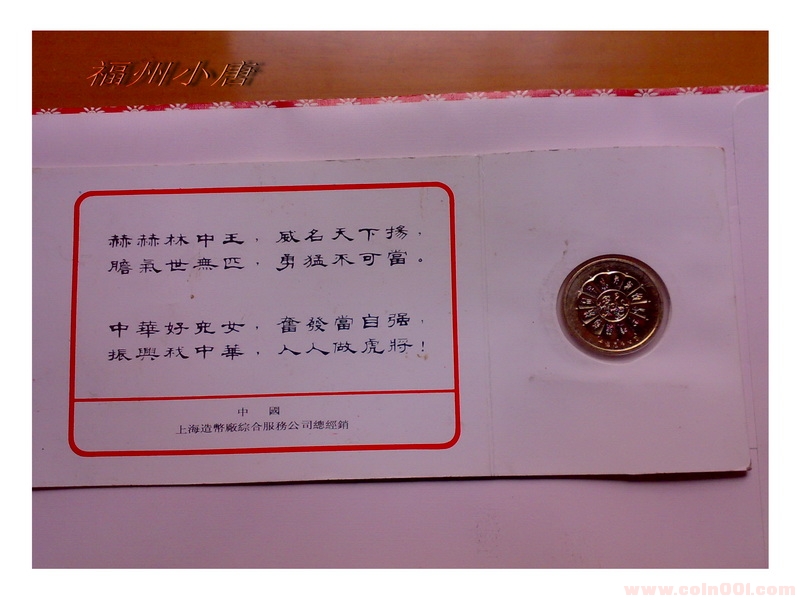 福州小唐
赫赫林中王，威名天下揚，
膽氣世無匹，勇猛不可當。
中華好兒女，奮發當自强，
振興我中華，人人做虎將！
中 國
上海造幣廠綜合服務公司總經銷
www.coin001.com